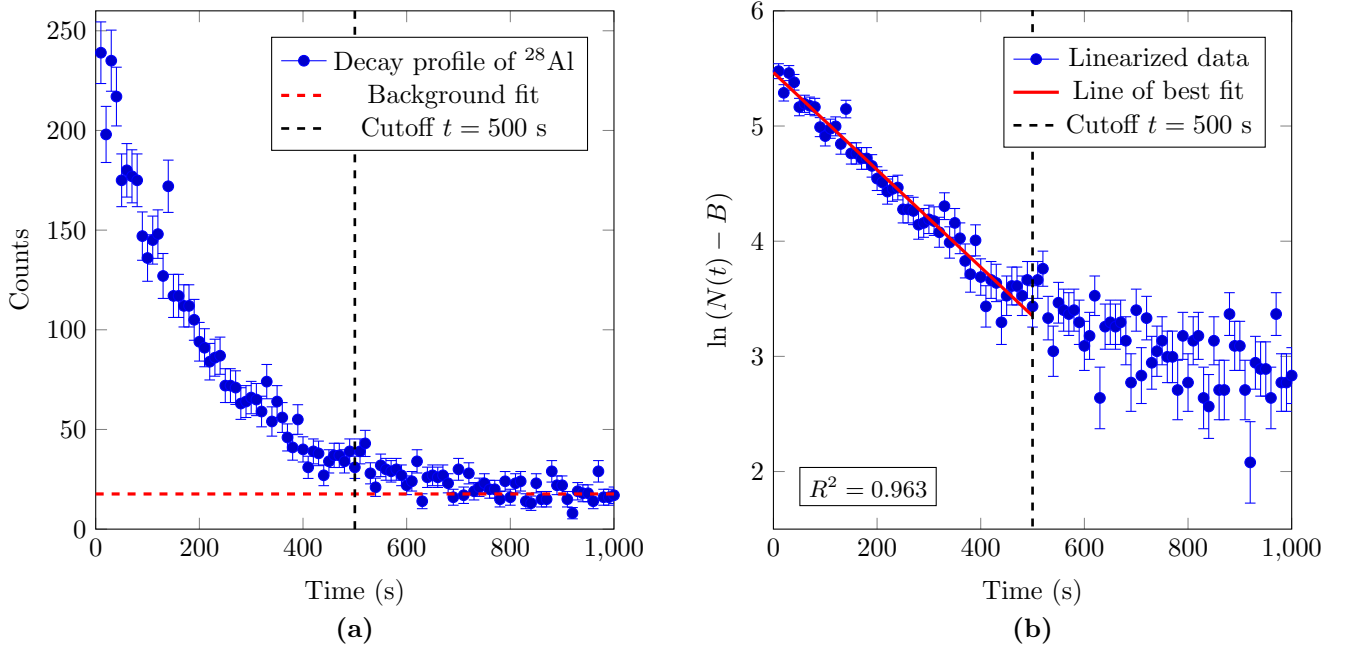 250
200
150
100
50
0
Counts
0 200 400 600 800 1,000
Time (s)
Decay profile of ²⁸Al
Background fit
Cutoff t = 500 s
(a)
6
5
4
3
2
ln (N(t) − B)
0 200 400 600 800 1,000
Time (s)
Linearized data
Line of best fit
Cutoff t = 500 s
R² = 0.963
(b)